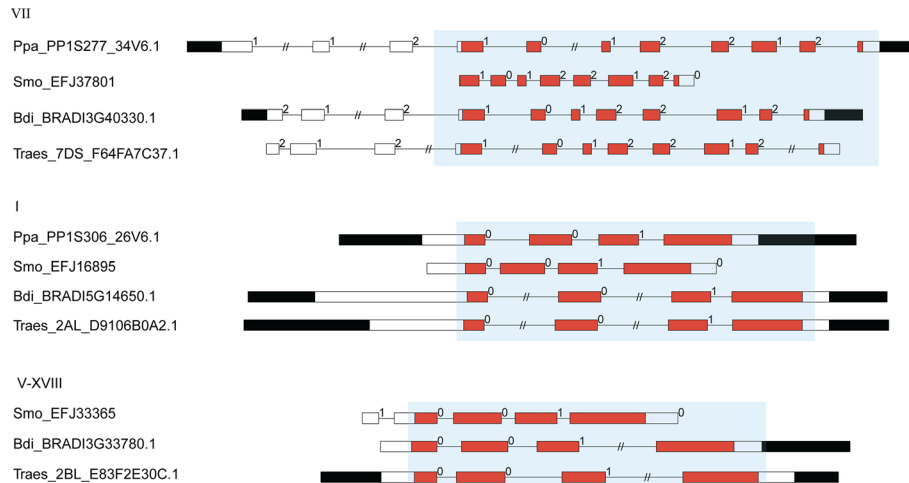 VII
Ppa_PP1S277_34V6.1 1 // 1 // 2 1 0 // 1 2 2 1 2
Smo_EFJ37801 1 0 1 2 2 1 2 0
Bdi_BRADI3G40330.1 2 1 // 2 1 0 1 2 2 1 2
Traes_7DS_F64FA7C37.1 2 1 2 // 1 // 0 1 2 2 1 2 //
I
Ppa_PP1S306_26V6.1 0 0 1
Smo_EFJ16895 0 0 1 0
Bdi_BRADI5G14650.1 0 // 0 // 1
Traes_2AL_D9106B0A2.1 0 // 0 // 1
V-XVIII
Smo_EFJ33365 1 0 0 1 0
Bdi_BRADI3G33780.1 0 0 1 //
Traes_2BL_E83F2E30C.1 0 0 1 //